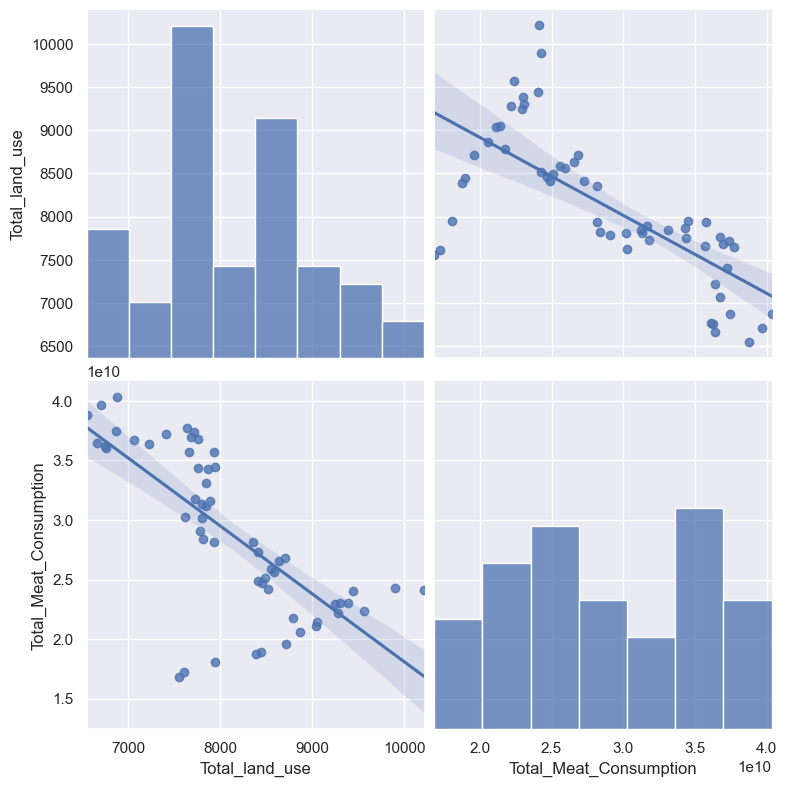 10000
9500
9000
8500
8000
7500
7000
6500
Total_land_use
1e10
4.0
3.5
3.0
2.5
2.0
1.5
Total_Meat_Consumption
7000 8000 9000 10000
Total_land_use
2.0 2.5 3.0 3.5 4.0
1e10
Total_Meat_Consumption